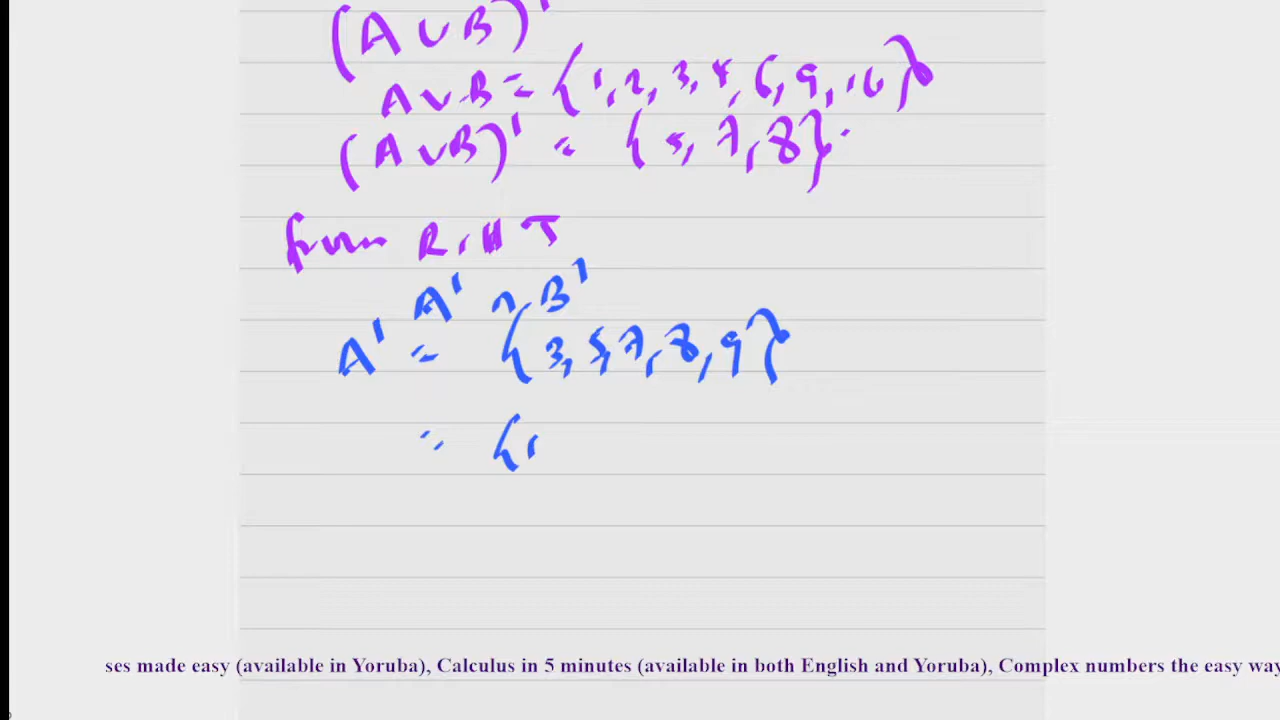 (A∪B)'
A∪B = {1, 2, 3, 4, 6, 9, 10}
(A∪B)' = {5, 7, 8}.
from R.H.T
A' ∩ B'
A' = {3, 5, 7, 8, 9}
= {1
ses made easy (available in Yoruba), Calculus in 5 minutes (available in both English and Yoruba), Complex numbers the easy way